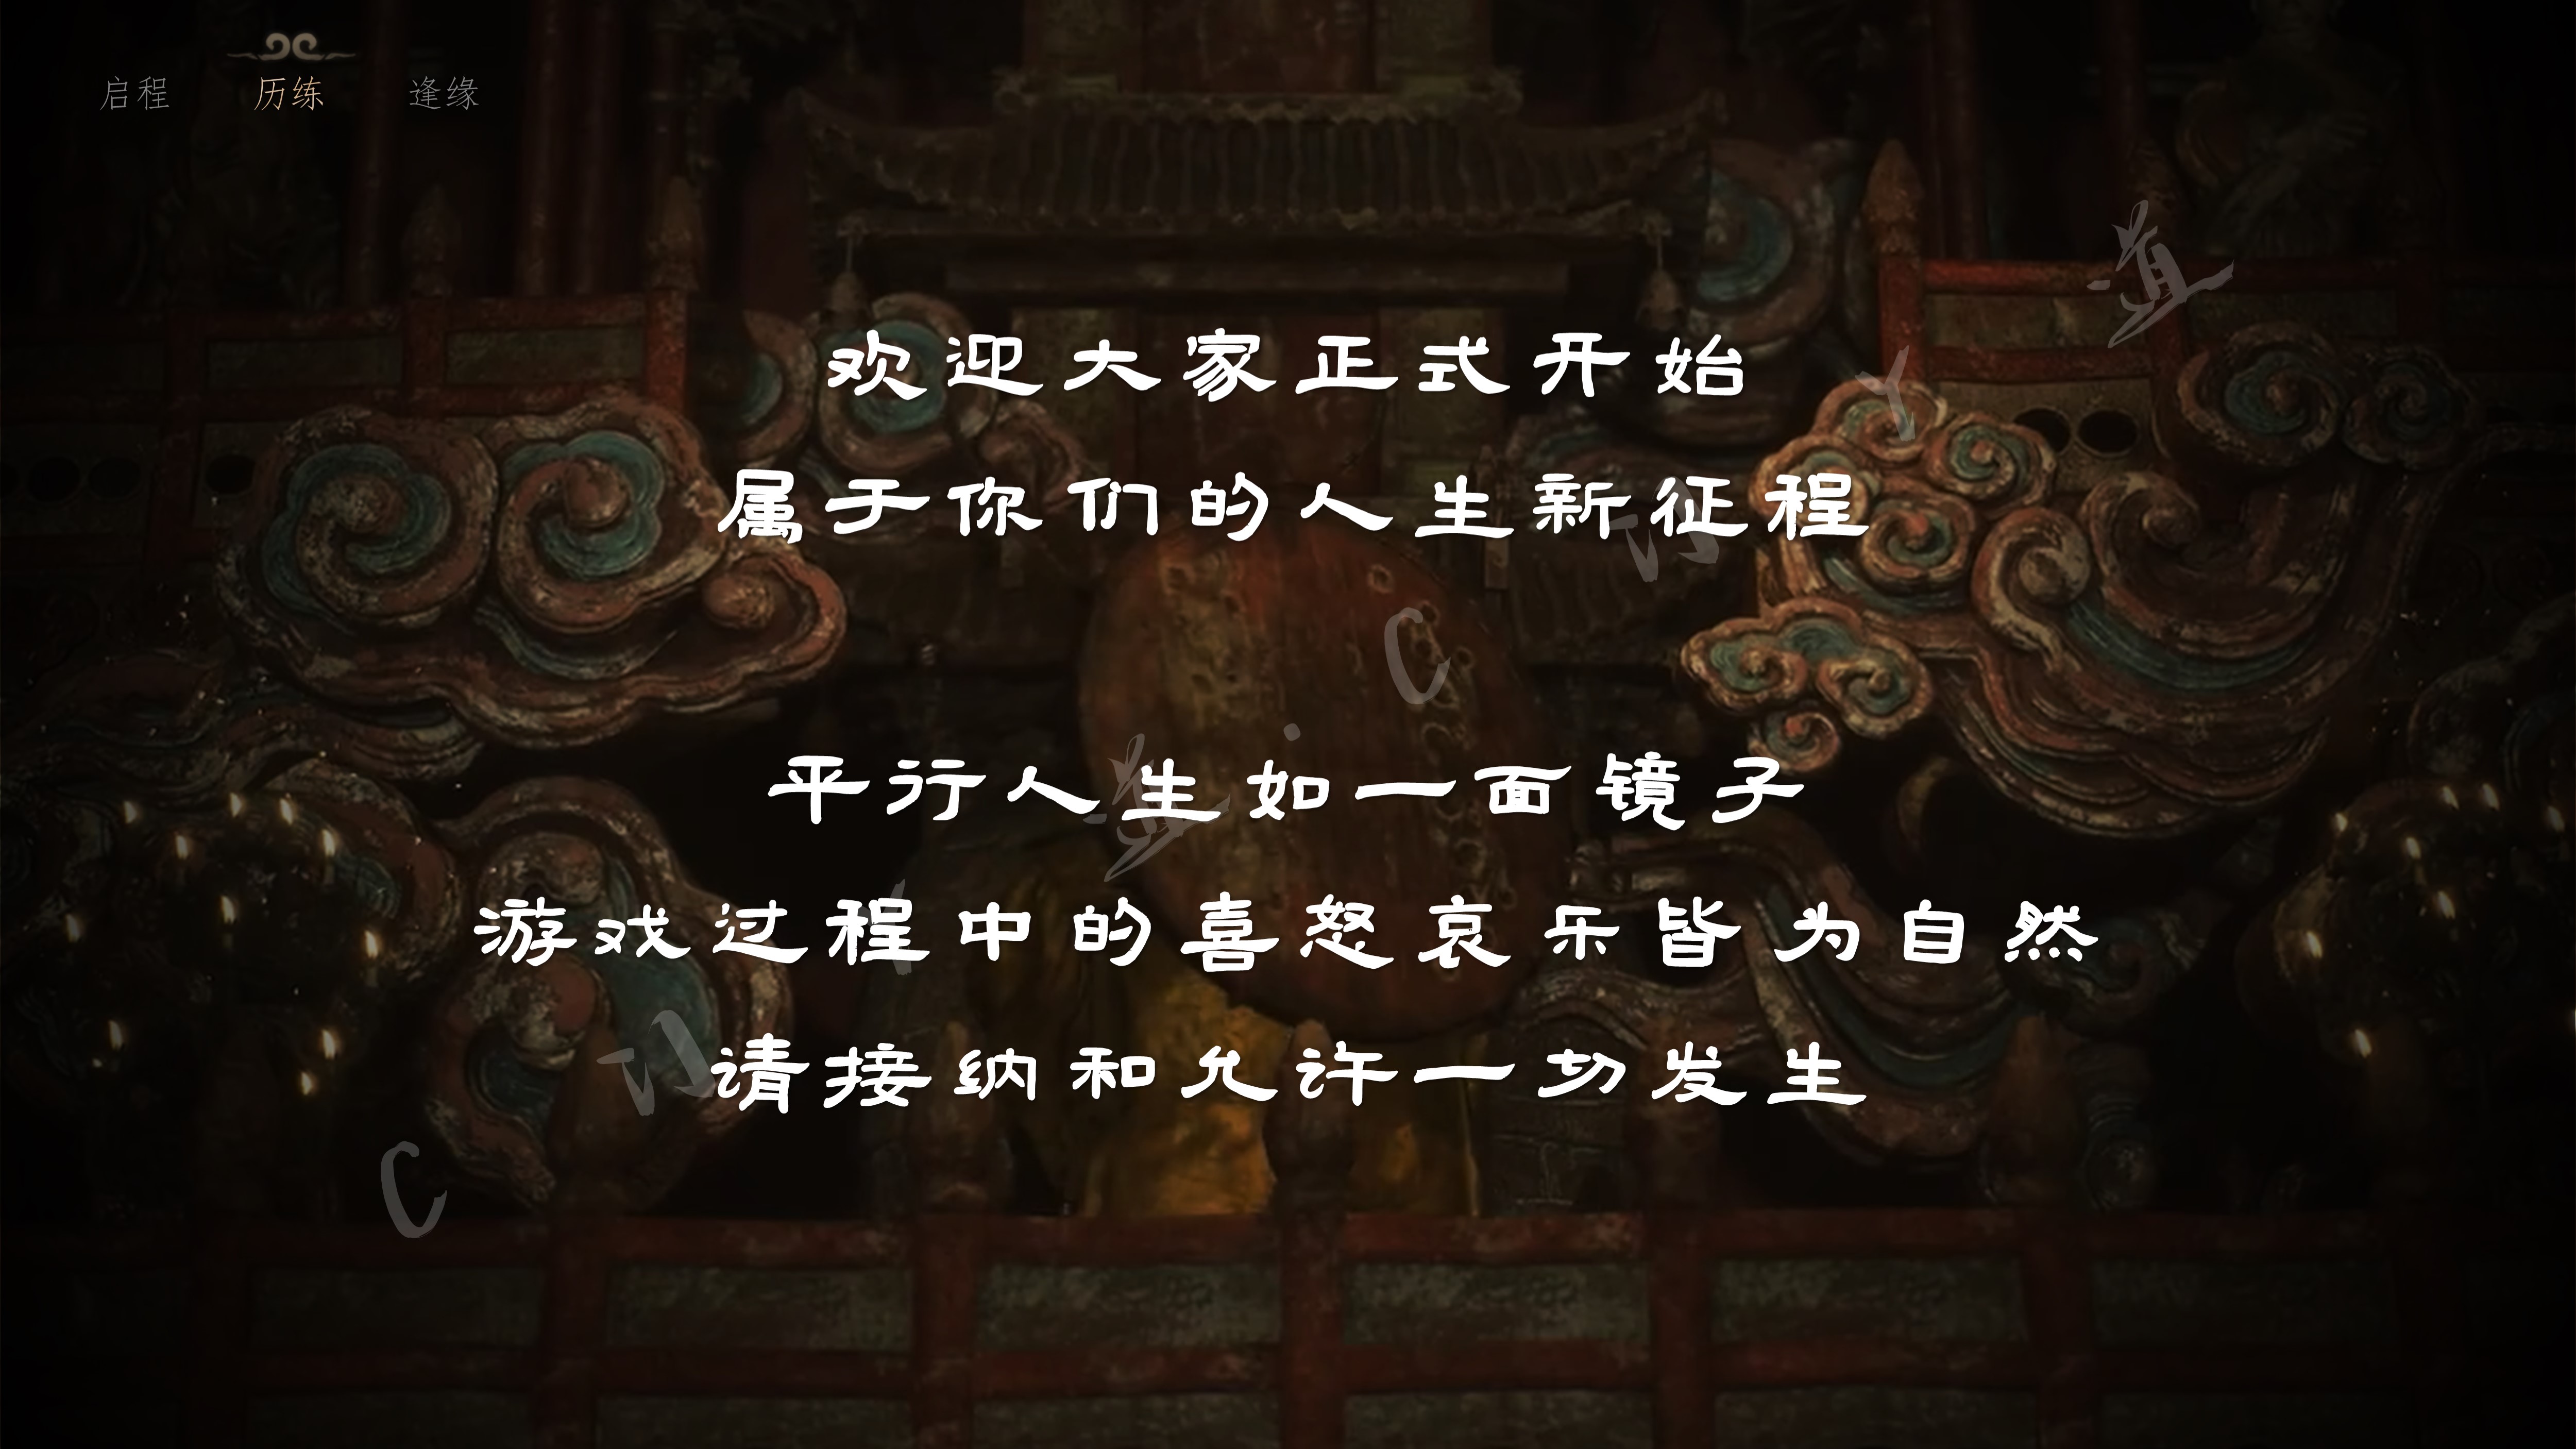 启程 历练 逢缘
欢迎大家正式开始
属于你们的人生新征程
平行人生如一面镜子
游戏过程中的喜怒哀乐皆为自然
请接纳和允许一切发生